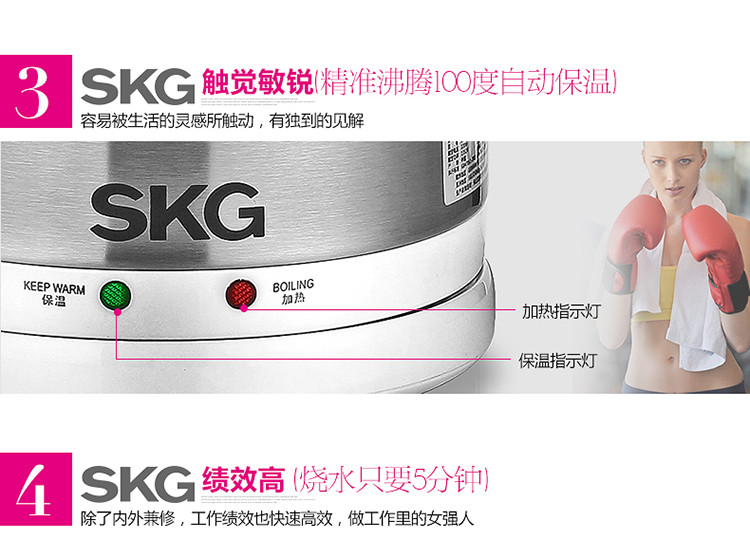 3 SKG 触觉敏锐(精准沸腾100度自动保温)
容易被生活的灵感所触动，有独到的见解
SKG
KEEP WARM
保温
BOILING
加热
加热指示灯
保温指示灯
4 SKG 绩效高 (烧水只要5分钟)
除了内外兼修，工作绩效也快速高效，做工作里的女强人